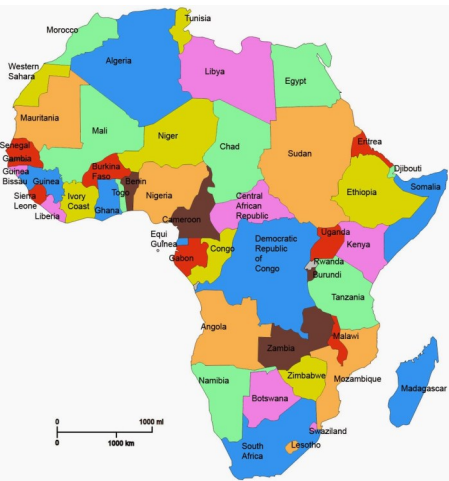 Tunisia
Morocco
Algeria
Libya
Egypt
Western
Sahara
Mauritania
Mali
Niger
Chad
Sudan
Eritrea
Senegal
Gambia
Guinea
Bissau
Guinea
Burkina
Faso
Benin
Togo
Nigeria
Djibouti
Somalia
Ethiopia
Sierra
Leone
Liberia
Ivory
Coast
Ghana
Cameroon
Central
African
Republic
Equi
Guinea
Gabon
Congo
Democratic
Republic
of
Congo
Uganda
Kenya
Rwanda
Burundi
Tanzania
Angola
Zambia
Malawi
Mozambique
Zimbabwe
Namibia
Botswana
Madagascar
Swaziland
Lesotho
South
Africa
0 1000 ml
0 1000 km